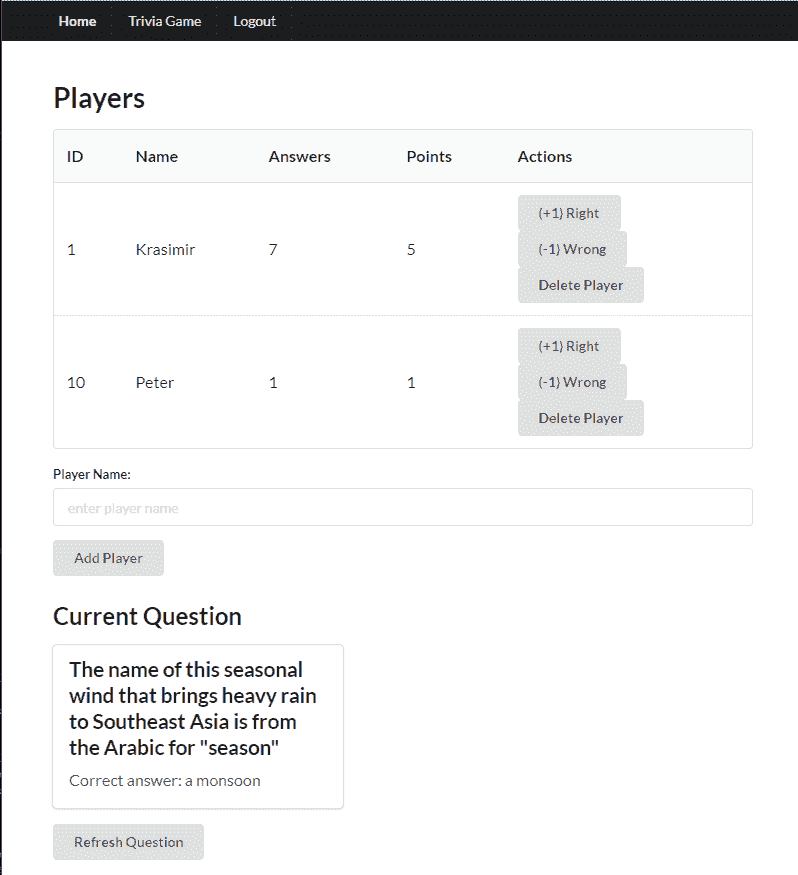 Home Trivia Game Logout
Players
ID Name Answers Points Actions
(+1) Right
1 Krasimir 7 5 (-1) Wrong
Delete Player
(+1) Right
10 Peter 1 1 (-1) Wrong
Delete Player
Player Name:
enter player name
Add Player
Current Question
The name of this seasonal
wind that brings heavy rain
to Southeast Asia is from
the Arabic for "season"
Correct answer: a monsoon
Refresh Question